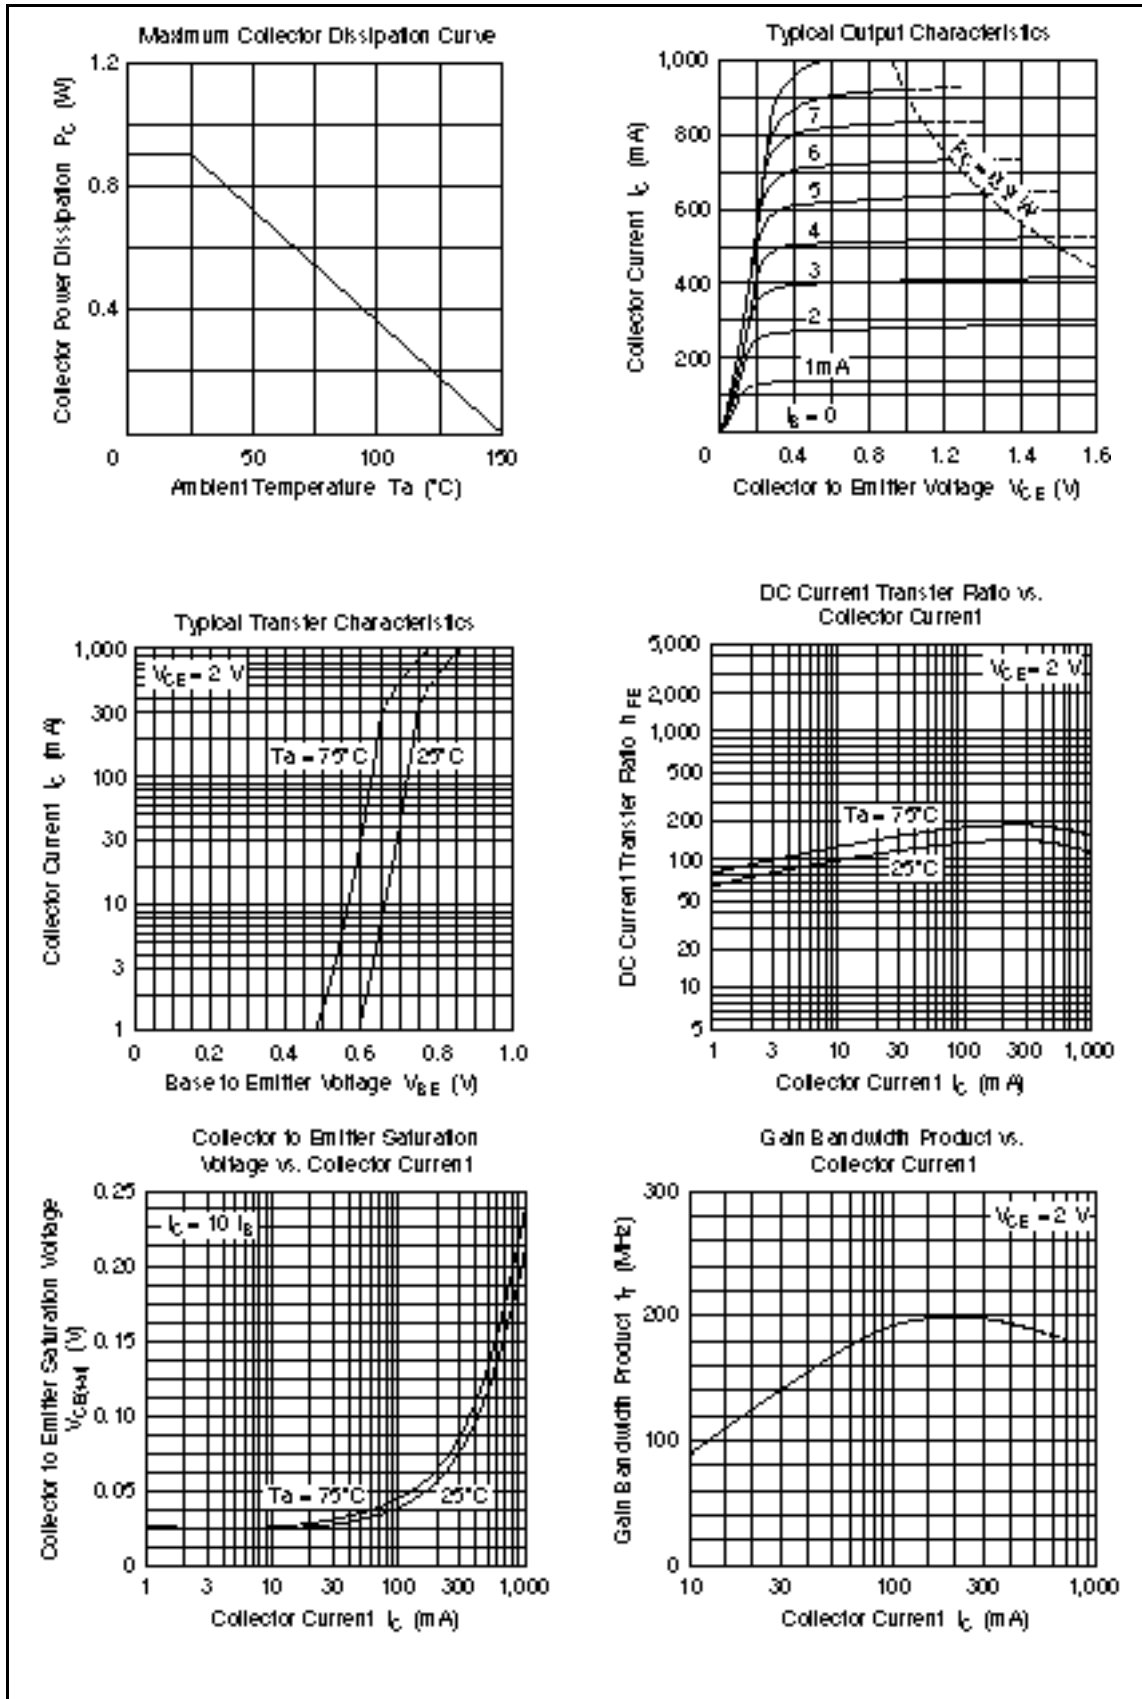 Maximum Collector Dissipation Curve
Collector Power Dissipation P_C (W)
1.2
0.8
0.4
0
50
100
150
Ambient Temperature Ta (°C)
Typical Output Characteristics
Collector Current I_C (mA)
1,000
800
600
400
200
7
6
5
4
3
2
1 mA
I_B = 0
P_C = 0.9 W
0
0.4
0.8
1.2
1.4
1.6
Collector to Emitter Voltage V_CE (V)
Typical Transfer Characteristics
Collector Current I_C (mA)
1,000
300
100
30
10
3
1
V_CE = 2 V
Ta = 75°C
25°C
0
0.2
0.4
0.6
0.8
1.0
Base to Emitter Voltage V_BE (V)
DC Current Transfer Ratio vs.
Collector Current
DC Current Transfer Ratio h_FE
5,000
2,000
1,000
500
200
100
50
20
10
5
V_CE = 2 V
Ta = 75°C
25°C
1
3
10
30
100
300
1,000
Collector Current I_C (mA)
Collector to Emitter Saturation
Voltage vs. Collector Current
Collector to Emitter Saturation Voltage
V_CE(sat) (V)
0.25
0.20
0.15
0.10
0.05
0
I_C = 10 I_B
Ta = 75°C
25°C
1
3
10
30
100
300
1,000
Collector Current I_C (mA)
Gain Bandwidth Product vs.
Collector Current
Gain Bandwidth Product f_T (MHz)
300
200
100
0
V_CE = 2 V
10
30
100
300
1,000
Collector Current I_C (mA)